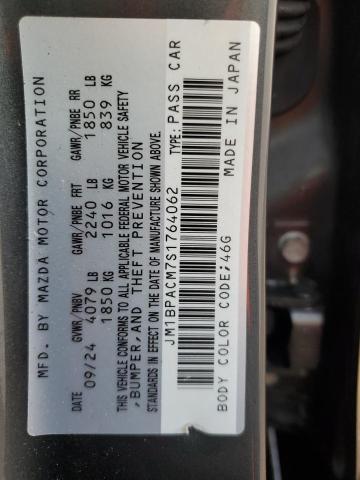 MFD. BY MAZDA MOTOR CORPORATION
DATE GVWR/PNBV GAWR/PNBE FRT GAWR/PNBE RR
09/24 4079 LB 2240 LB 1850 LB
1850 KG 1016 KG 839 KG
THIS VEHICLE CONFORMS TO ALL APPLICABLE FEDERAL MOTOR VEHICLE SAFETY
,BUMPER,AND THEFT PREVENTION
STANDARDS IN EFFECT ON THE DATE OF MANUFACTURE SHOWN ABOVE.
JM1BPACM7S1764062 TYPE: PASS CAR
BODY COLOR CODE:46G MADE IN JAPAN